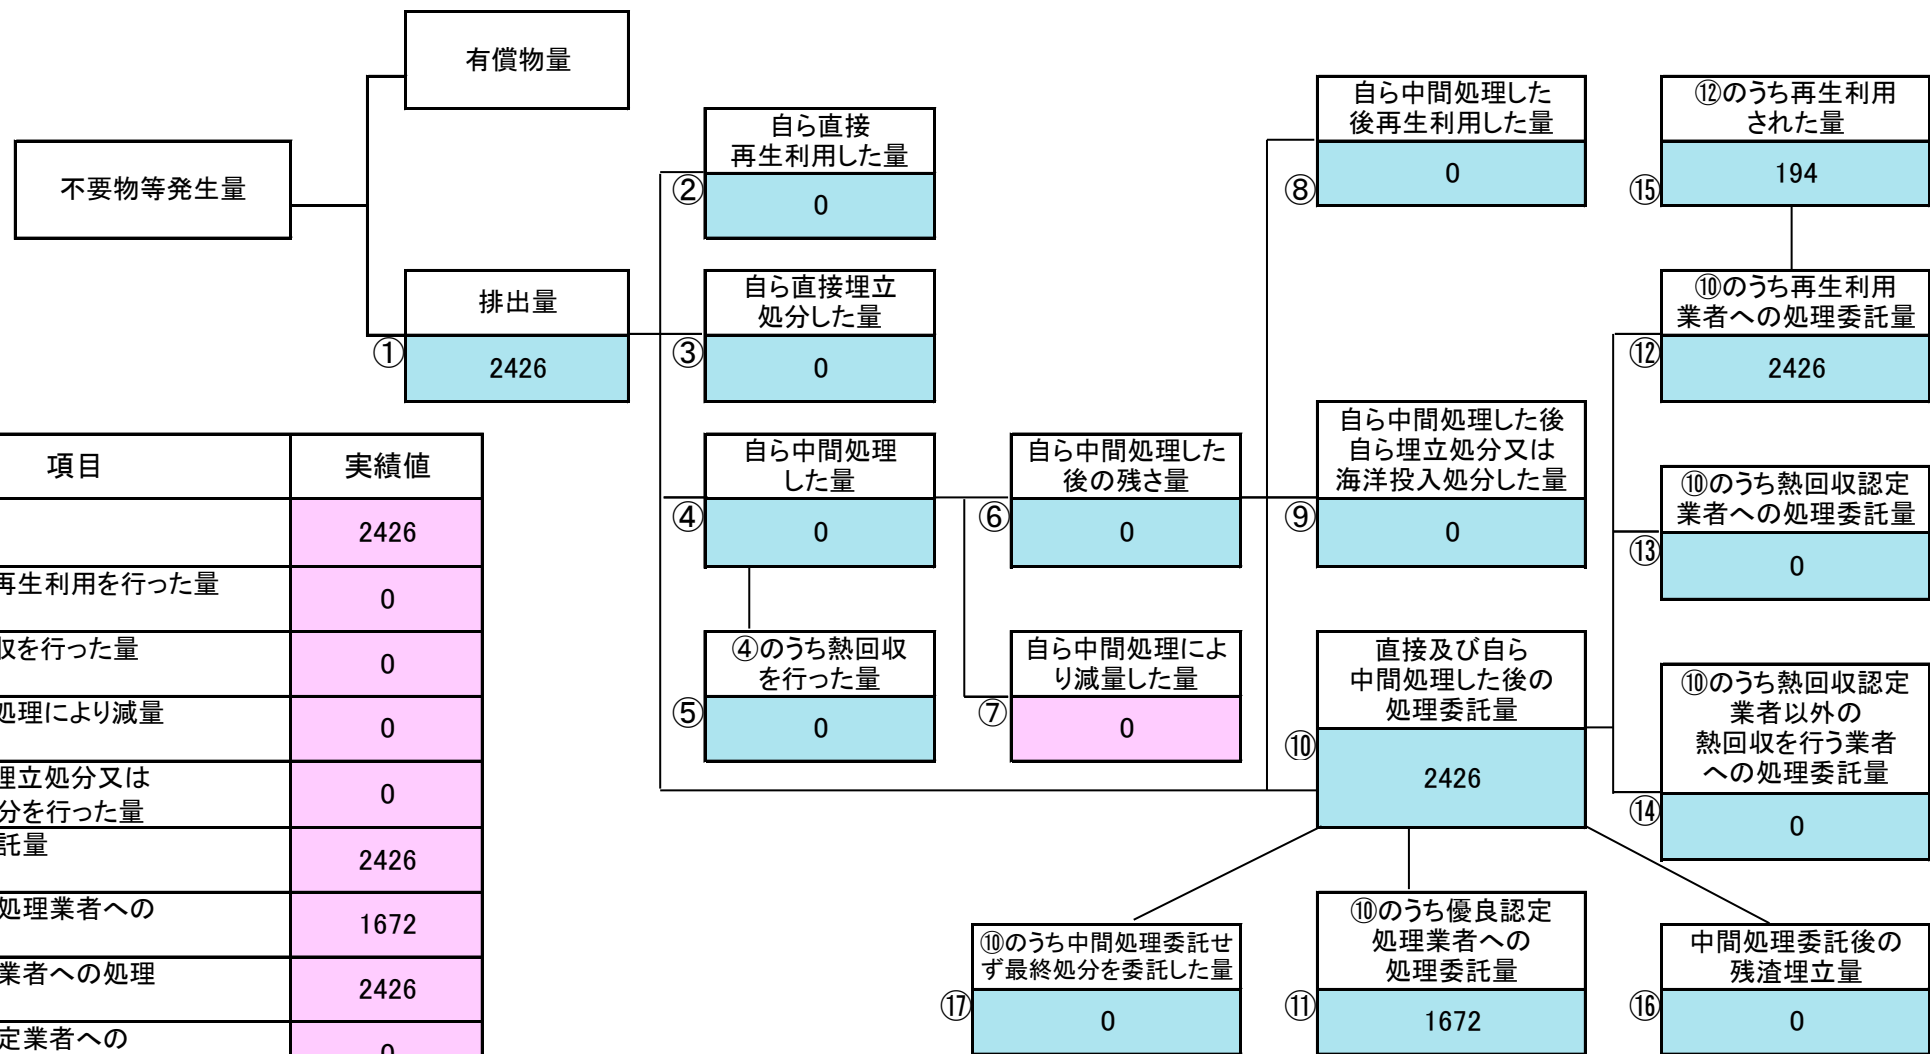 有償物量
不要物等発生量
排出量
①
2426
自ら直接
再生利用した量
②
0
自ら直接埋立
処分した量
③
0
自ら中間処理
した量
④
0
④のうち熱回収
を行った量
⑤
0
自ら中間処理した
後の残さ量
⑥
0
自ら中間処理によ
り減量した量
⑦
0
自ら中間処理した
後再生利用した量
⑧
0
自ら中間処理した後
自ら埋立処分又は
海洋投入処分した量
⑨
0
直接及び自ら
中間処理した後の
処理委託量
⑩
2426
⑫のうち再生利用
された量
⑮
194
⑩のうち再生利用
業者への処理委託量
⑫
2426
⑩のうち熱回収認定
業者への処理委託量
⑬
0
⑩のうち熱回収認定
業者以外の
熱回収を行う業者
への処理委託量
⑭
0
⑩のうち中間処理委託せ
ず最終処分を委託した量
⑰
0
⑩のうち優良認定
処理業者への
処理委託量
⑪
1672
中間処理委託後の
残渣埋立量
⑯
0
項目 実績値
2426
再生利用を行った量 0
収を行った量 0
処理により減量 0
埋立処分又は
分を行った量 0
託量 2426
処理業者への 1672
業者への処理 2426
定業者への 0